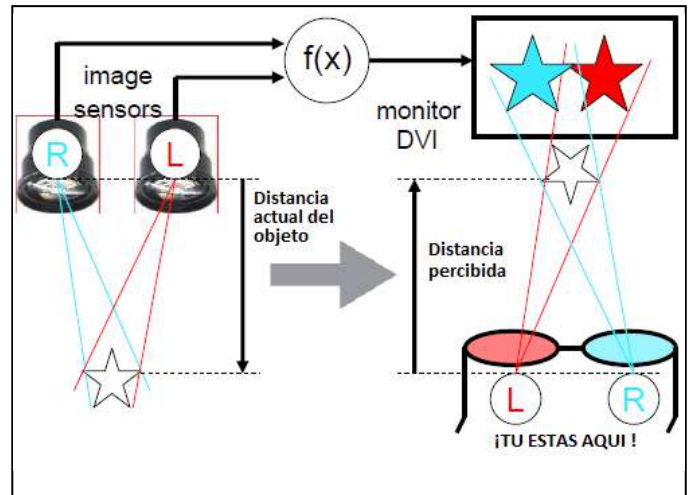 f(x)
image
sensors
R
L
monitor
DVI
Distancia
actual del
objeto
Distancia
percibida
L
R
¡TU ESTAS AQUI !